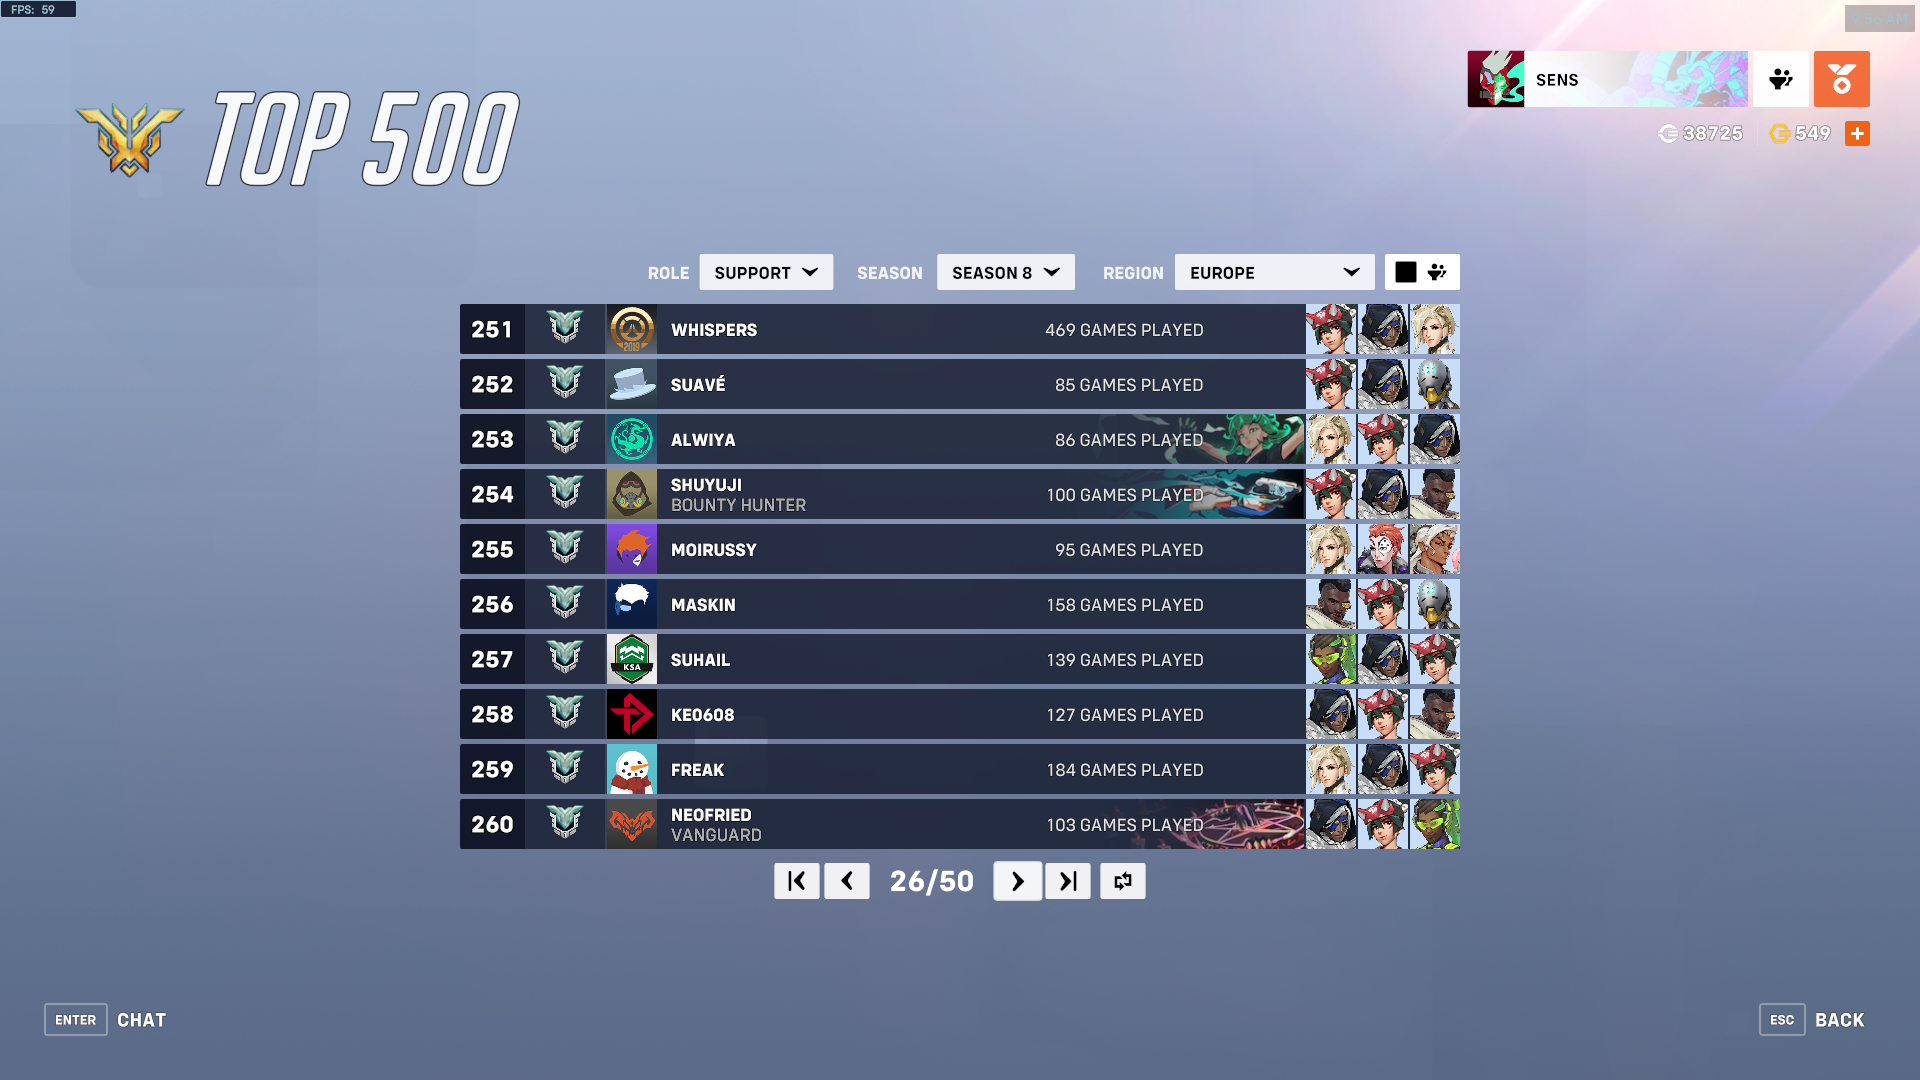 FPS: 59
TOP 500
SENS
38725
549
ROLE SUPPORT SEASON SEASON 8 REGION EUROPE
251 2019 WHISPERS 469 GAMES PLAYED
252 SUAVÉ 85 GAMES PLAYED
253 ALWIYA 86 GAMES PLAYED
254 SHUYUJI 100 GAMES PLAYED
BOUNTY HUNTER
255 MOIRUSSY 95 GAMES PLAYED
256 MASKIN 158 GAMES PLAYED
257 KSA SUHAIL 139 GAMES PLAYED
258 KEO608 127 GAMES PLAYED
259 FREAK 184 GAMES PLAYED
260 NEOFRIED 103 GAMES PLAYED
VANGUARD
26/50
ENTER CHAT
ESC BACK